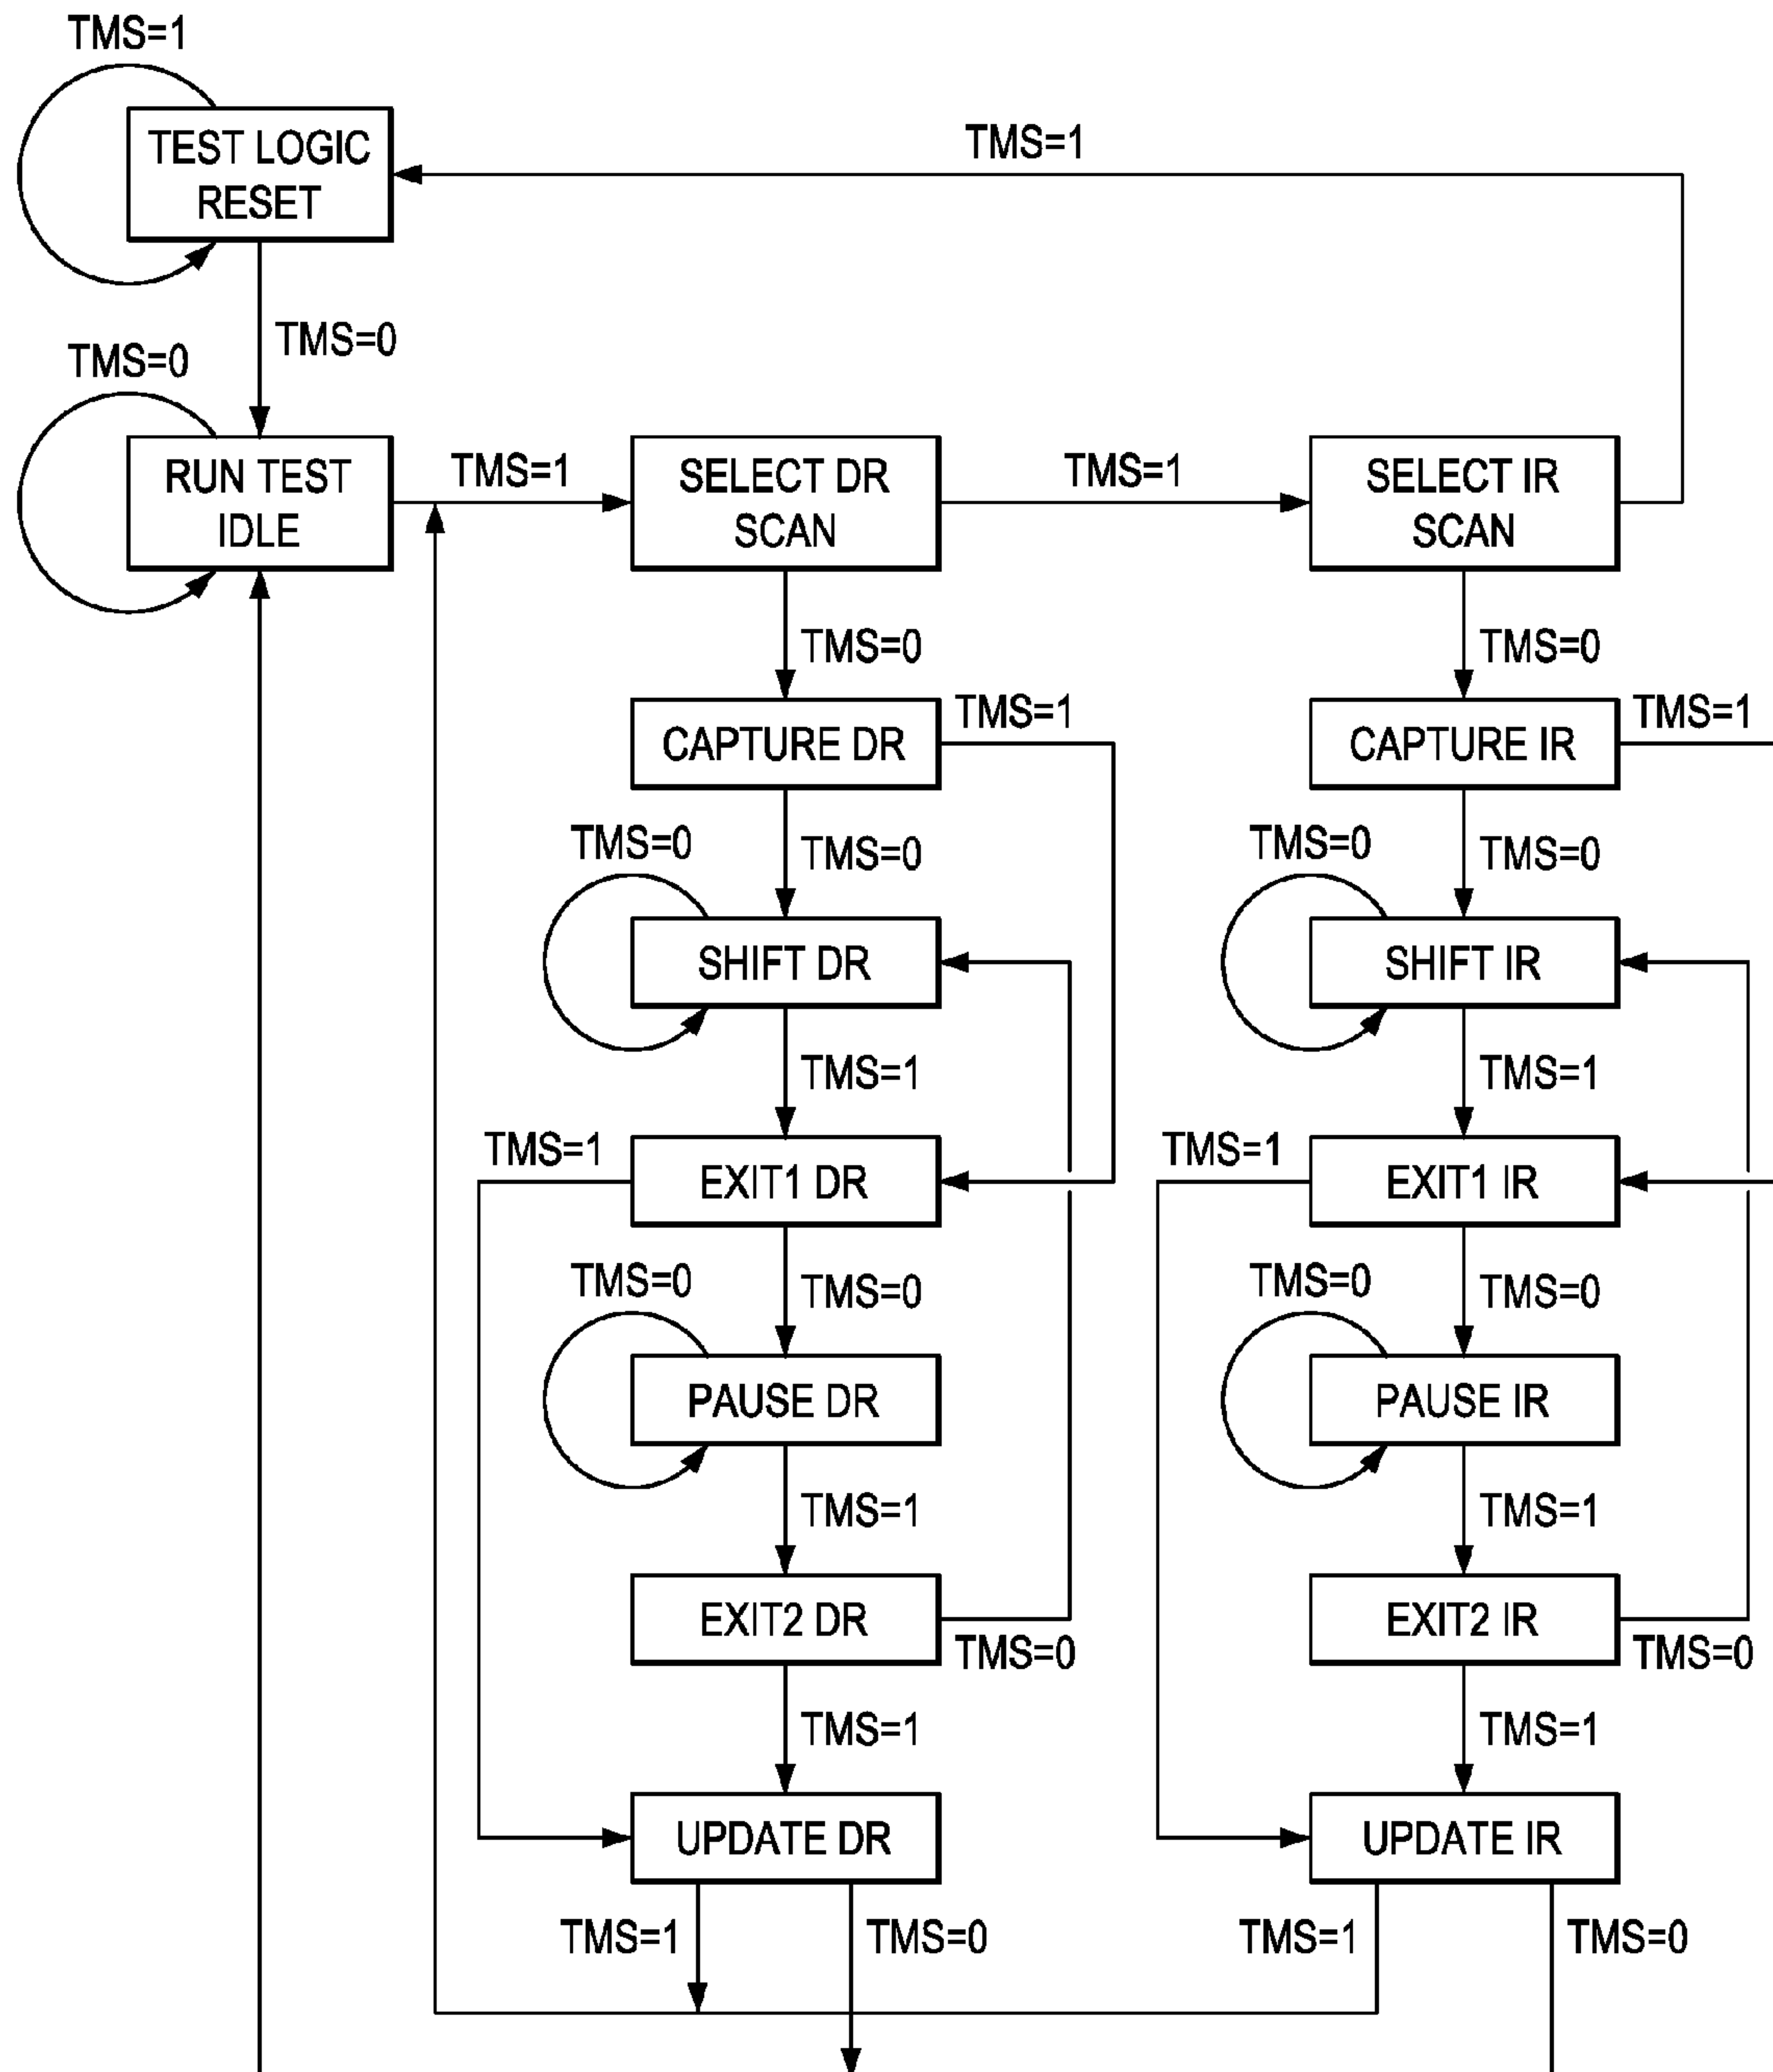 TMS=1
TEST LOGIC
RESET
TMS=1
TMS=0
TMS=0
RUN TEST
IDLE
TMS=1
SELECT DR
SCAN
TMS=1
SELECT IR
SCAN
TMS=0
TMS=0
CAPTURE DR
TMS=1
CAPTURE IR
TMS=1
TMS=0
TMS=0
TMS=0
TMS=0
SHIFT DR
SHIFT IR
TMS=1
TMS=1
TMS=1
EXIT1 DR
TMS=1
EXIT1 IR
TMS=0
TMS=0
TMS=0
TMS=0
PAUSE DR
PAUSE IR
TMS=1
TMS=1
EXIT2 DR
TMS=0
EXIT2 IR
TMS=0
TMS=1
TMS=1
UPDATE DR
UPDATE IR
TMS=1
TMS=0
TMS=1
TMS=0